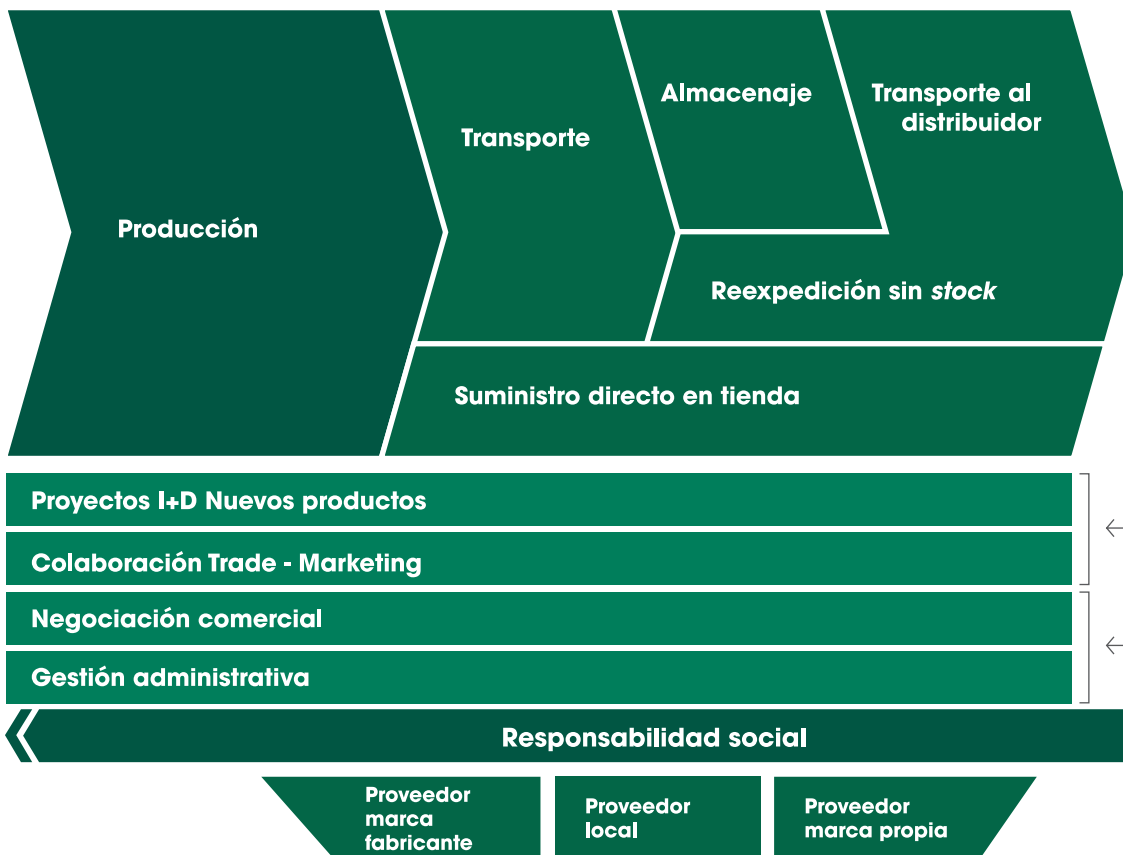 Producción
Transporte
Almacenaje
Transporte al
distribuidor
Reexpedición sin stock
Suministro directo en tienda
Proyectos I+D Nuevos productos
Colaboración Trade - Marketing
Negociación comercial
Gestión administrativa
Responsabilidad social
Proveedor
marca
fabricante
Proveedor
local
Proveedor
marca propia